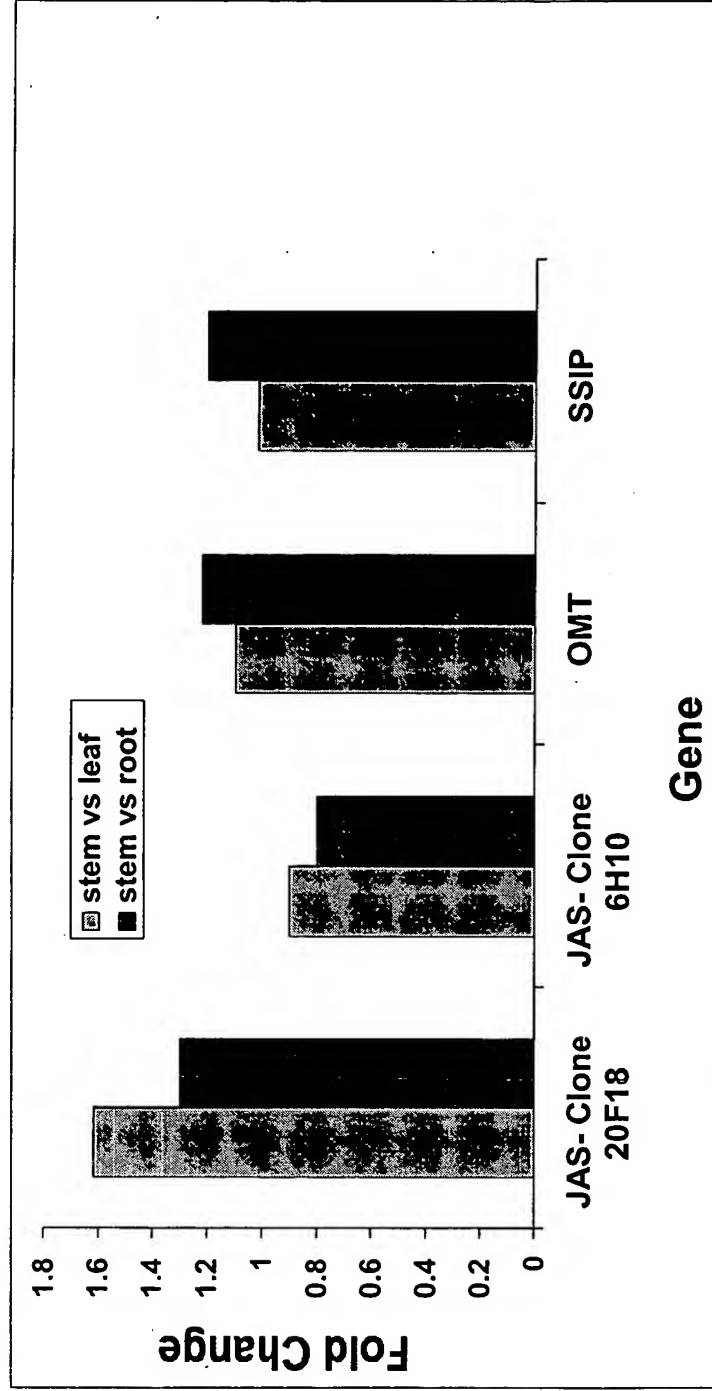 stem vs leaf
stem vs root
Fold Change
1.8
1.6
1.4
1.2
1
0.8
0.6
0.4
0.2
0
JAS- Clone
20F18
JAS- Clone
6H10
OMT
SSIP
Gene